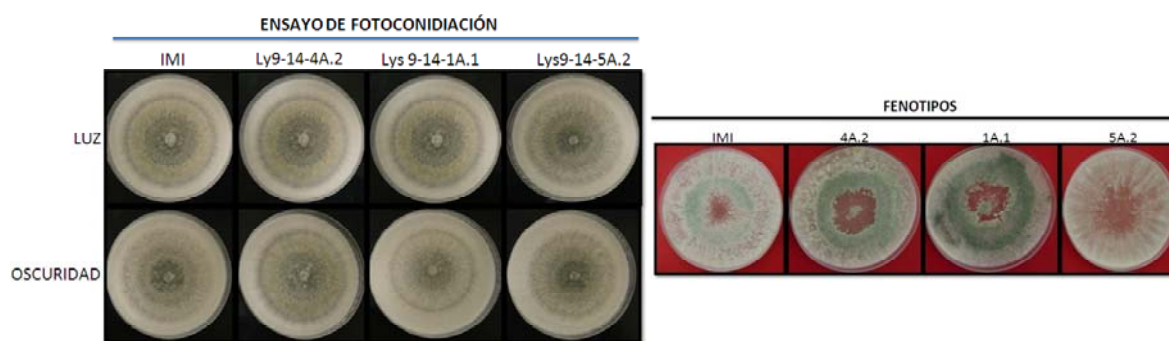 ENSAYO DE FOTOCONIDIACIÓN
IMI Ly9-14-4A.2 Lys 9-14-1A.1 Lys9-14-5A.2
LUZ
OSCURIDAD
FENOTIPOS
IMI 4A.2 1A.1 5A.2